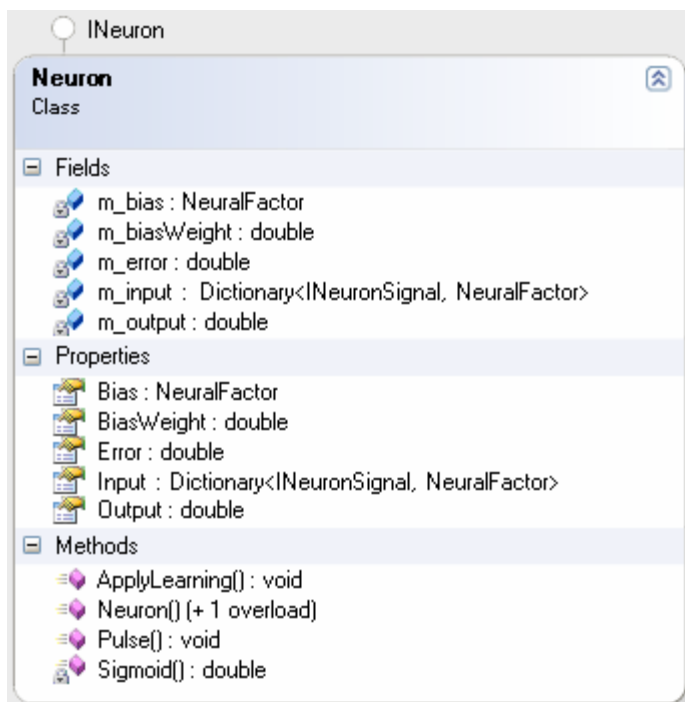 INeuron
Neuron
Class
Fields
m_bias : NeuralFactor
m_biasWeight : double
m_error : double
m_input : Dictionary<INeuronSignal, NeuralFactor>
m_output : double
Properties
Bias : NeuralFactor
BiasWeight : double
Error : double
Input : Dictionary<INeuronSignal, NeuralFactor>
Output : double
Methods
ApplyLearning() : void
Neuron() (+ 1 overload)
Pulse() : void
Sigmoid() : double